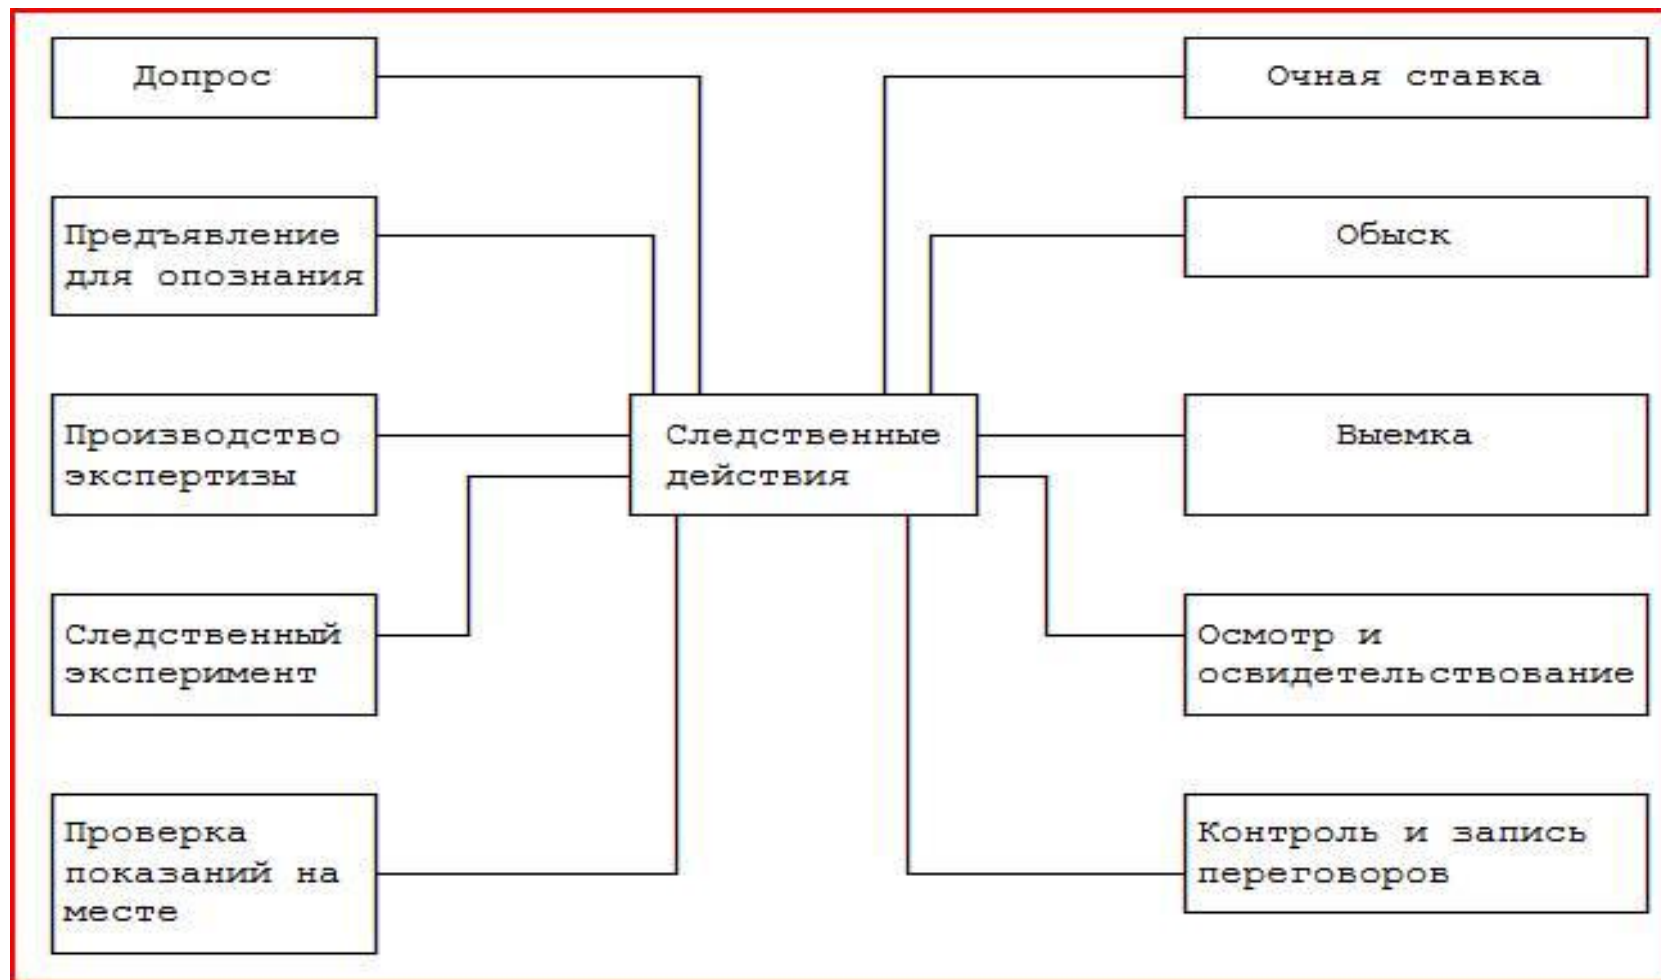 Допрос
Очная ставка
Предъявление
для опознания
Обыск
Производство
экспертизы
Следственные
действия
Выемка
Следственный
эксперимент
Осмотр и
освидетельствование
Проверка
показаний на
месте
Контроль и запись
переговоров